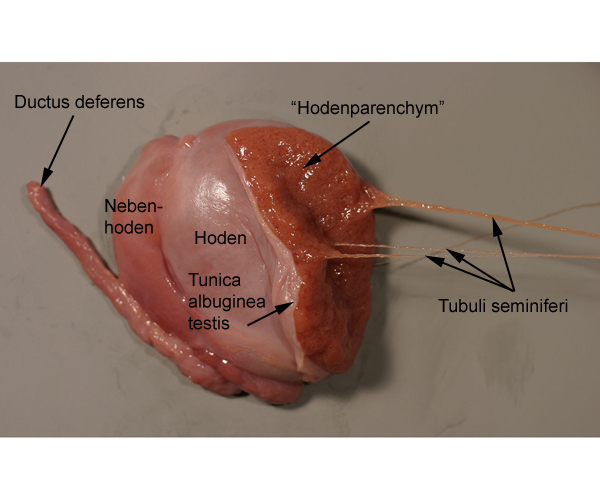 Ductus deferens
“Hodenparenchym”
Neben-
hoden
Hoden
Tunica
albuginea
testis
Tubuli seminiferi